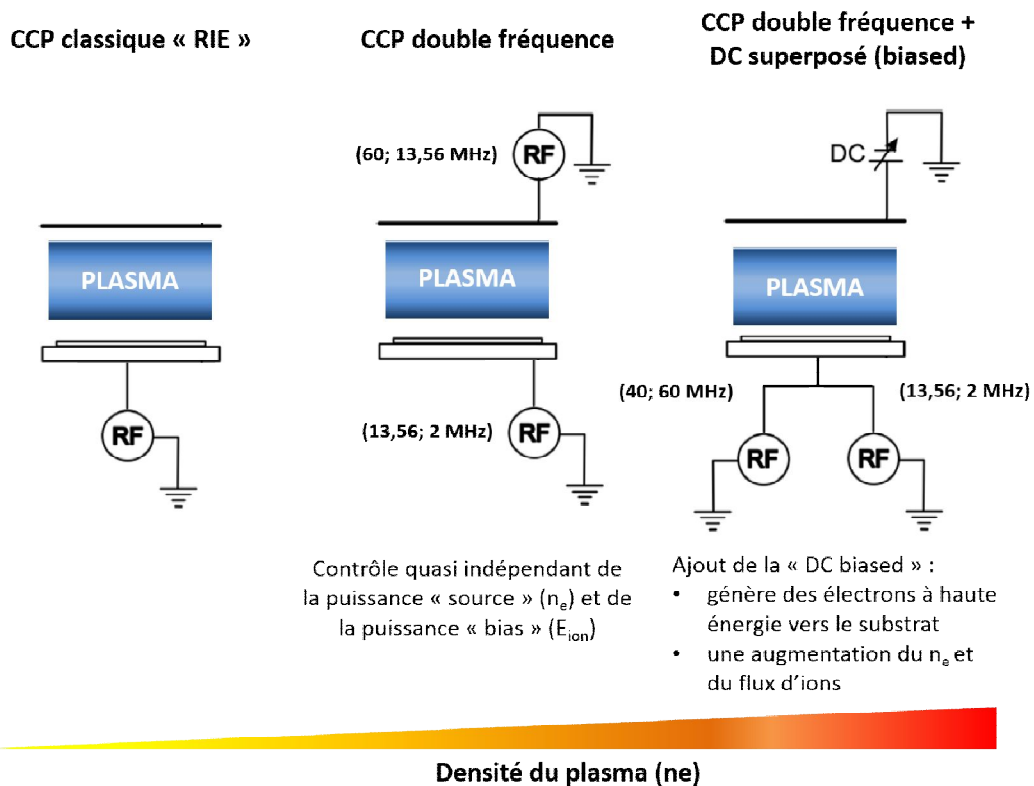 CCP classique « RIE »
CCP double fréquence
CCP double fréquence +
DC superposé (biased)
(60; 13,56 MHz)
RF
DC
PLASMA
PLASMA
PLASMA
RF
(13,56; 2 MHz)
RF
(40; 60 MHz)
(13,56; 2 MHz)
RF
RF
Contrôle quasi indépendant de
la puissance « source » (nₑ) et de
la puissance « bias » (Eᵢₒₙ)
Ajout de la « DC biased » :
• génère des électrons à haute
énergie vers le substrat
• une augmentation du nₑ et
du flux d'ions
Densité du plasma (ne)